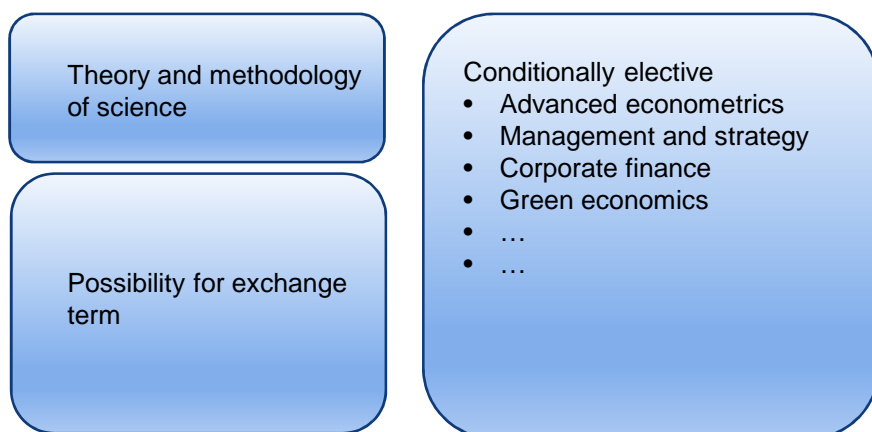 Theory and methodology
of science
Possibility for exchange
term
Conditionally elective
• Advanced econometrics
• Management and strategy
• Corporate finance
• Green economics
• …
• …